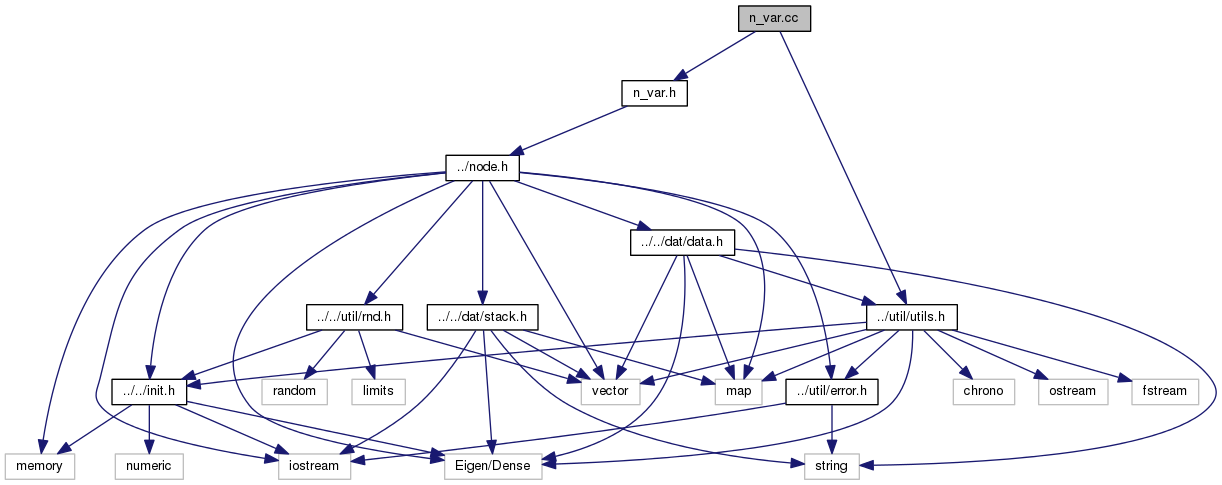 n_var.cc
n_var.h
../node.h
../../dat/data.h
../../util/rnd.h
../../dat/stack.h
../util/utils.h
../../init.h
random
limits
vector
map
../util/error.h
chrono
ostream
fstream
memory
numeric
iostream
Eigen/Dense
string